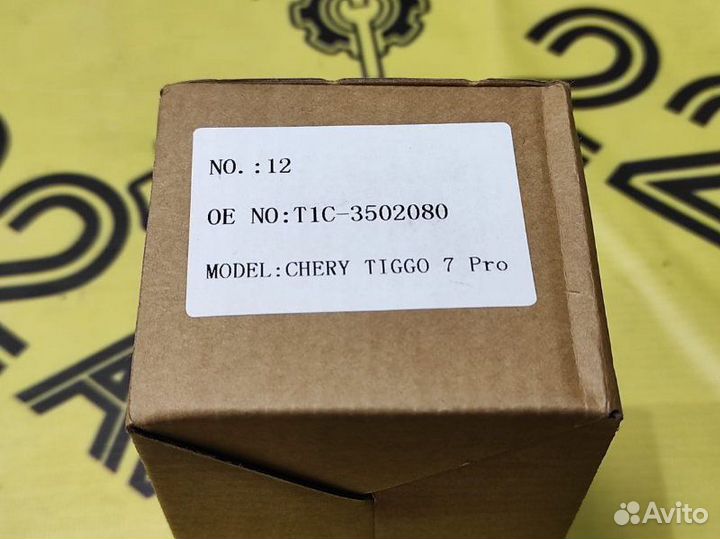 NO.:12
OE NO:T1C-3502080
MODEL:CHERY TIGGO 7 Pro
Avito